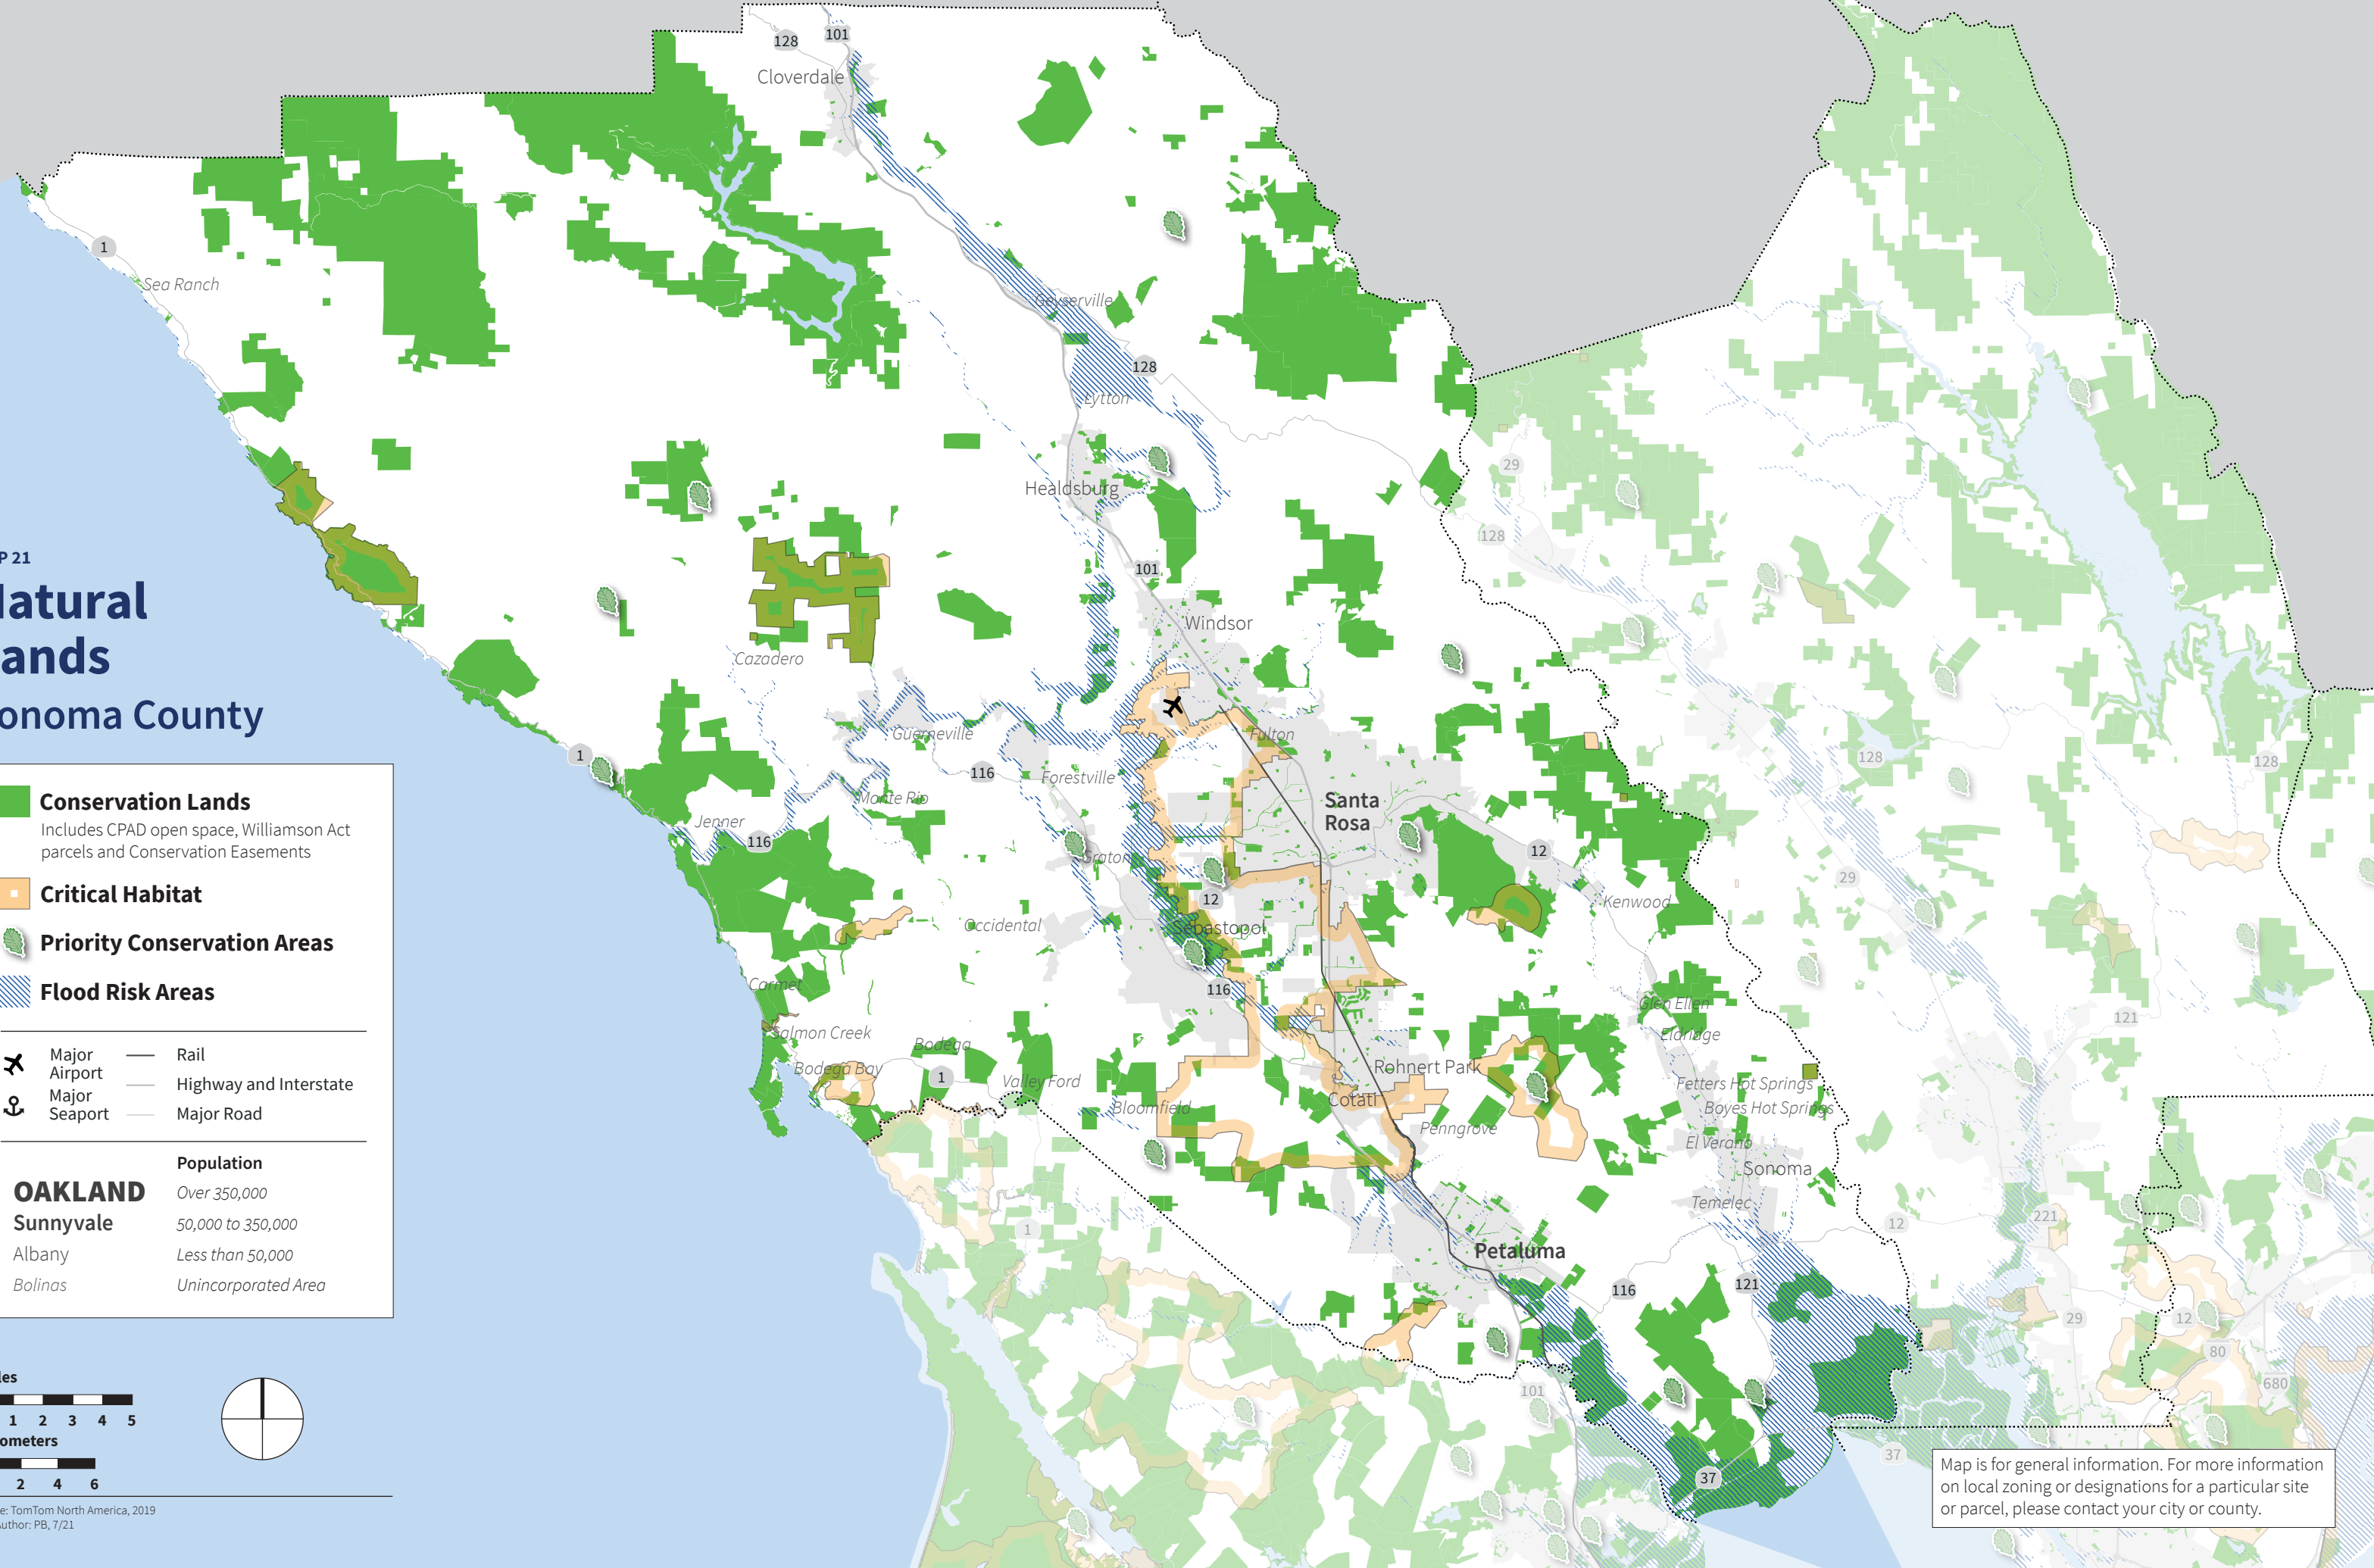 P 21
atural
ands
onoma County
Conservation Lands
Includes CPAD open space, Williamson Act
parcels and Conservation Easements
Critical Habitat
Priority Conservation Areas
Flood Risk Areas
Major
Airport
Major
Seaport
Rail
Highway and Interstate
Major Road
Population
OAKLAND
Over 350,000
Sunnyvale
50,000 to 350,000
Albany
Less than 50,000
Bolinas
Unincorporated Area
les
1 2 3 4 5
ometers
2 4 6
e: TomTom North America, 2019
uthor: PB, 7/21
128
101
Cloverdale
1
Sea Ranch
Geyserville
128
Lytton
29
Healdsburg
128
101
Windsor
Cazadero
Guerneville
Fulton
1
116
Forestville
128
128
Monte Rio
Santa
Rosa
Jenner
116
Graton
12
29
12
Kenwood
Occidental
Sebastopol
Carmet
116
Glen Ellen
121
Salmon Creek
Bodega
Eldridge
Bodega Bay
1
Valley Ford
Rohnert Park
Fetters Hot Springs
Cotati
Bloomfield
Boyes Hot Springs
Penngrove
El Verano
Sonoma
Temelec
1
12
221
Petaluma
116
121
29
12
80
101
680
37
37
Map is for general information. For more information
on local zoning or designations for a particular site
or parcel, please contact your city or county.